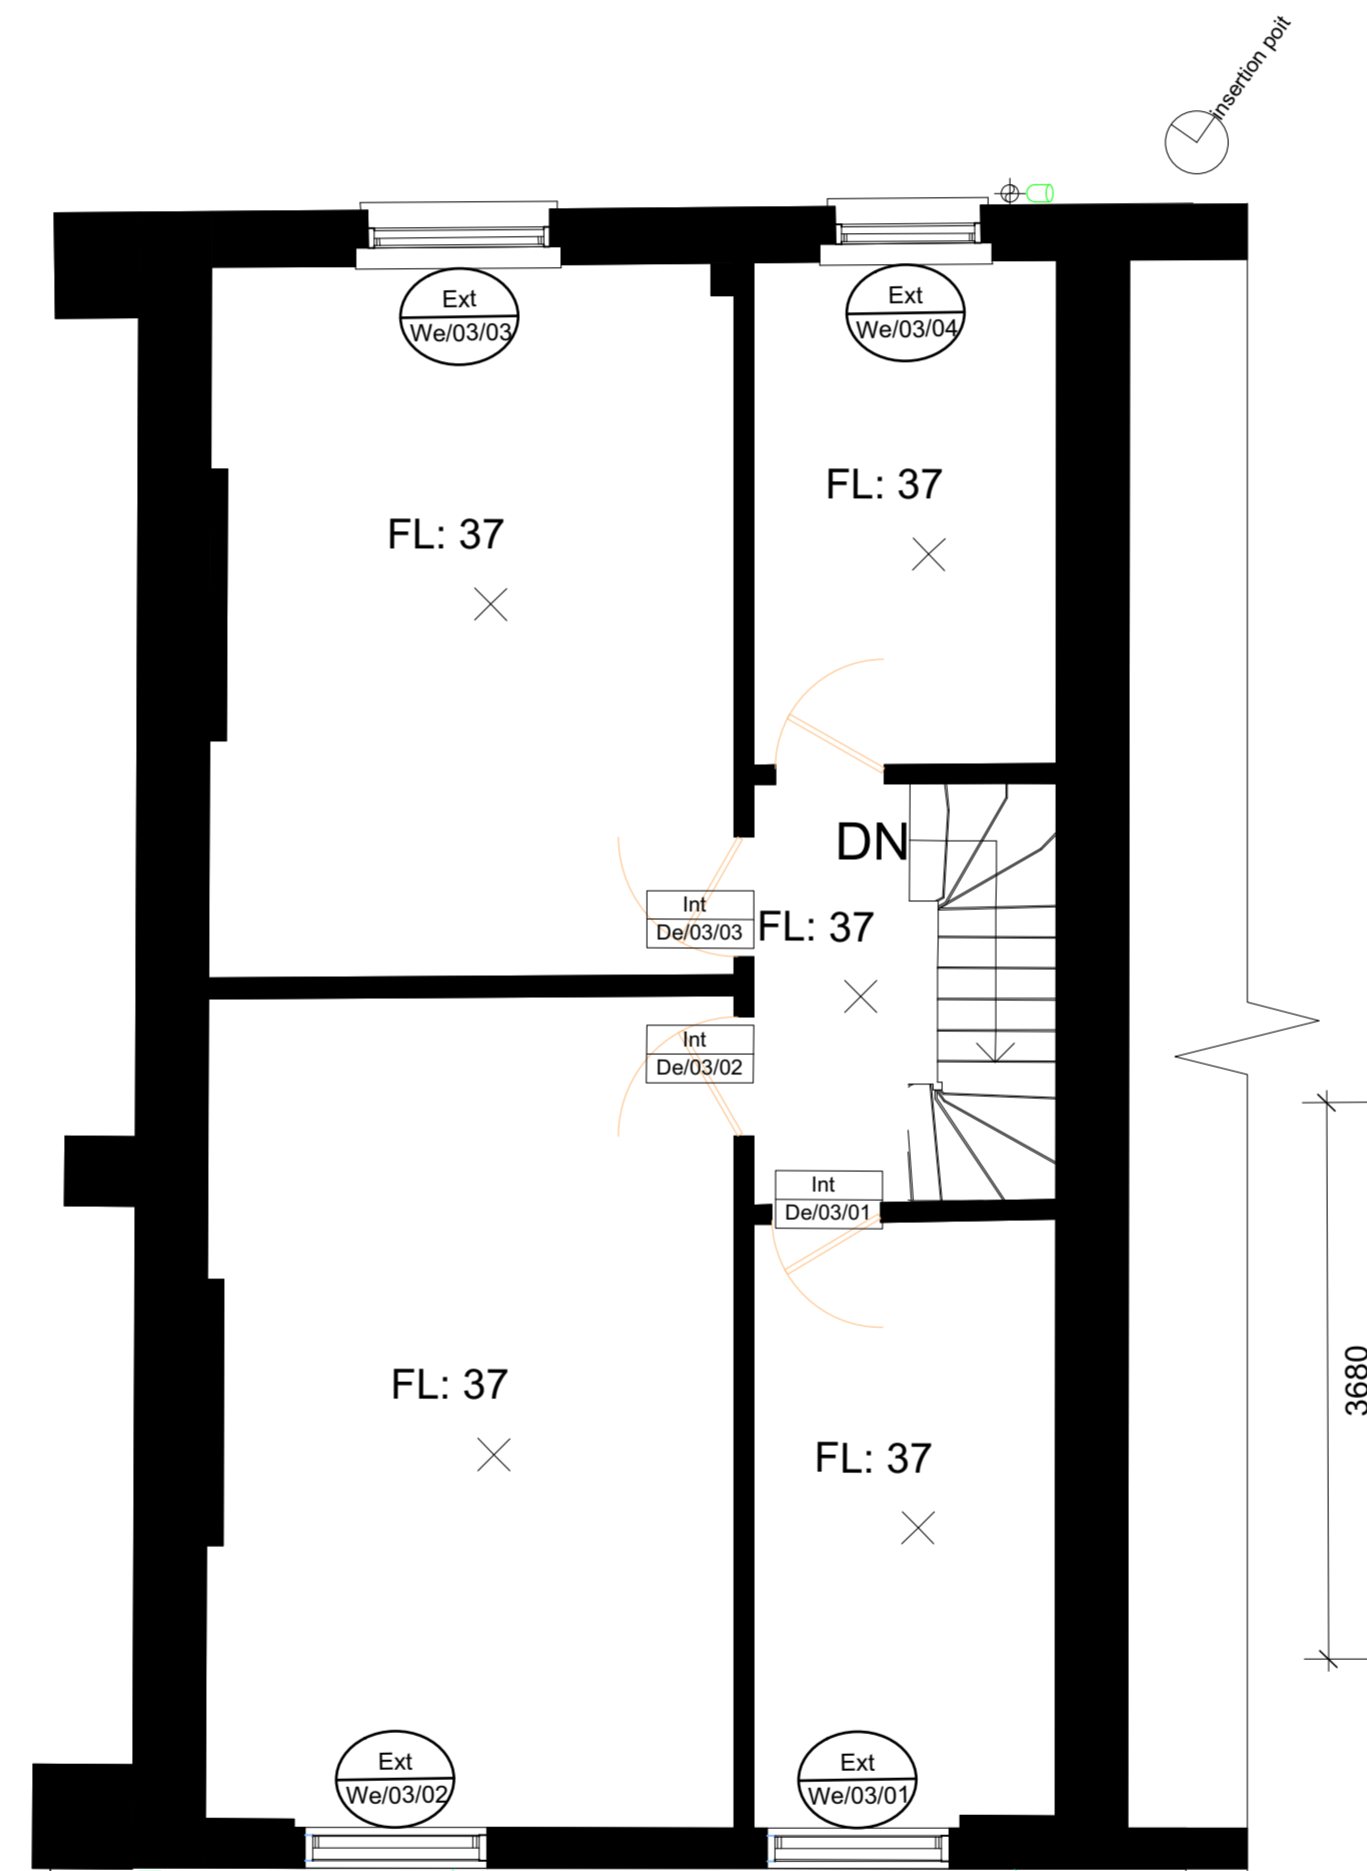 insertion poit
Ext
We/03/03
Ext
We/03/04
FL: 37
FL: 37
DN
Int
De/03/03
FL: 37
Int
De/03/02
Int
De/03/01
3680
FL: 37
FL: 37
Ext
We/03/02
Ext
We/03/01